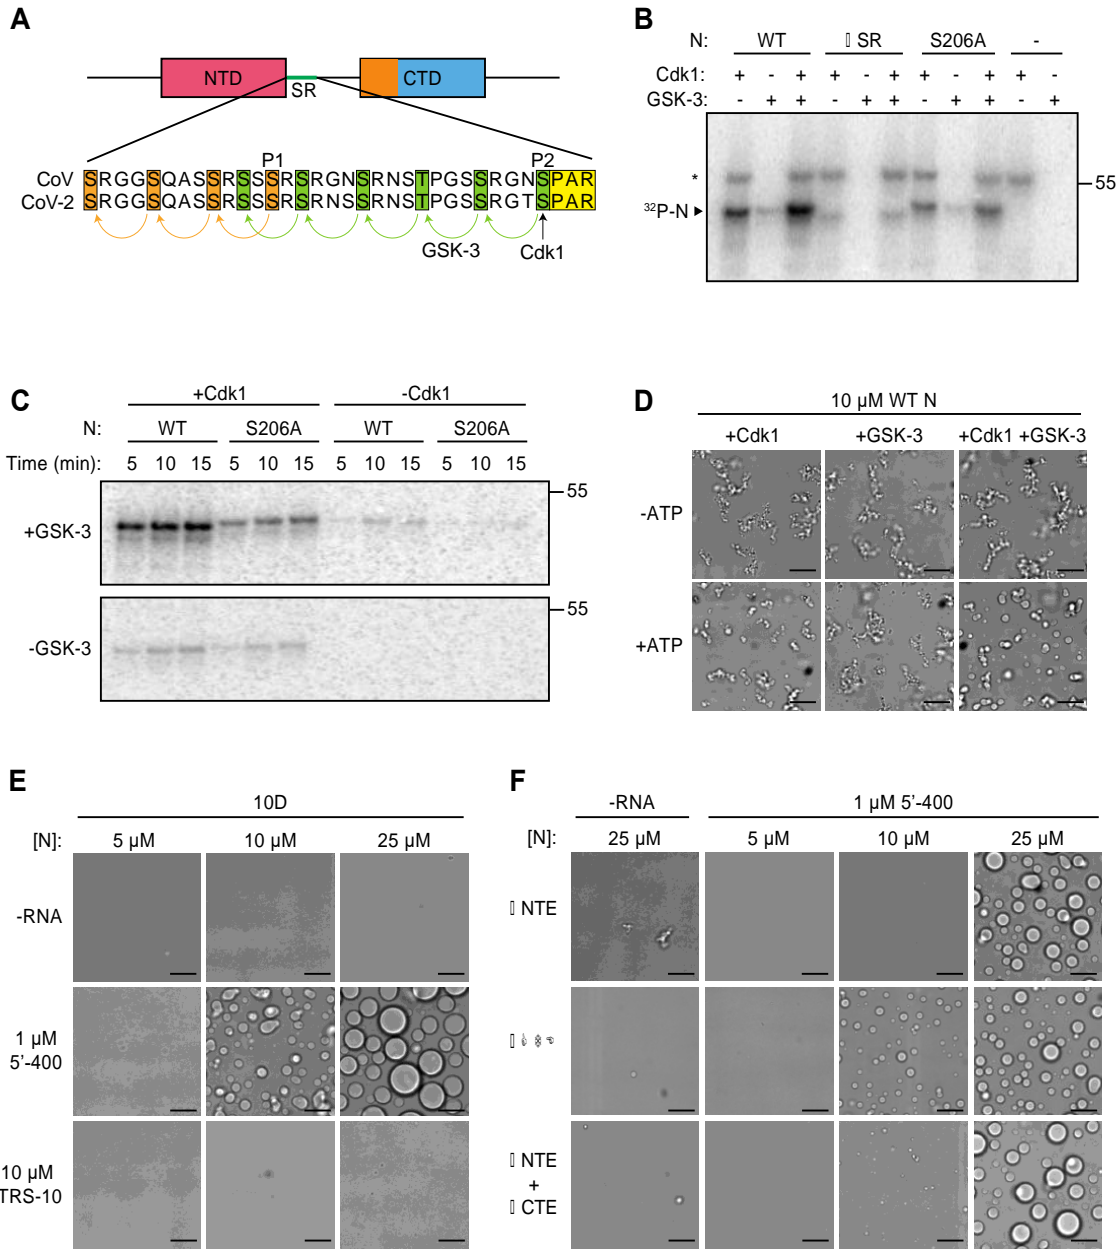 A
NTD
SR
CTD
P1
P2
CoV
SRGGSQASSRSSSRSRGNSRNSTPGSSRGNSPAR
CoV-2
SRGGSQASSRSSSRSRNSSRNSTPGSSRGTSPAR
GSK-3
Cdk1
B
N: WT SR S206A -
Cdk1: + - + + - + + - + + -
GSK-3: - + + - + + - + + - +
*
55
32P-N
C
+Cdk1 -Cdk1
N: WT S206A WT S206A
Time (min): 5 10 15 5 10 15 5 10 15 5 10 15
55
+GSK-3
55
-GSK-3
D
10 µM WT N
+Cdk1 +GSK-3 +Cdk1 +GSK-3
-ATP
+ATP
E
10D
[N]: 5 µM 10 µM 25 µM
-RNA
1 µM
5'-400
10 µM
TRS-10
F
-RNA 1 µM 5'-400
[N]: 25 µM 5 µM 10 µM 25 µM
NTE
NTE
+
CTE